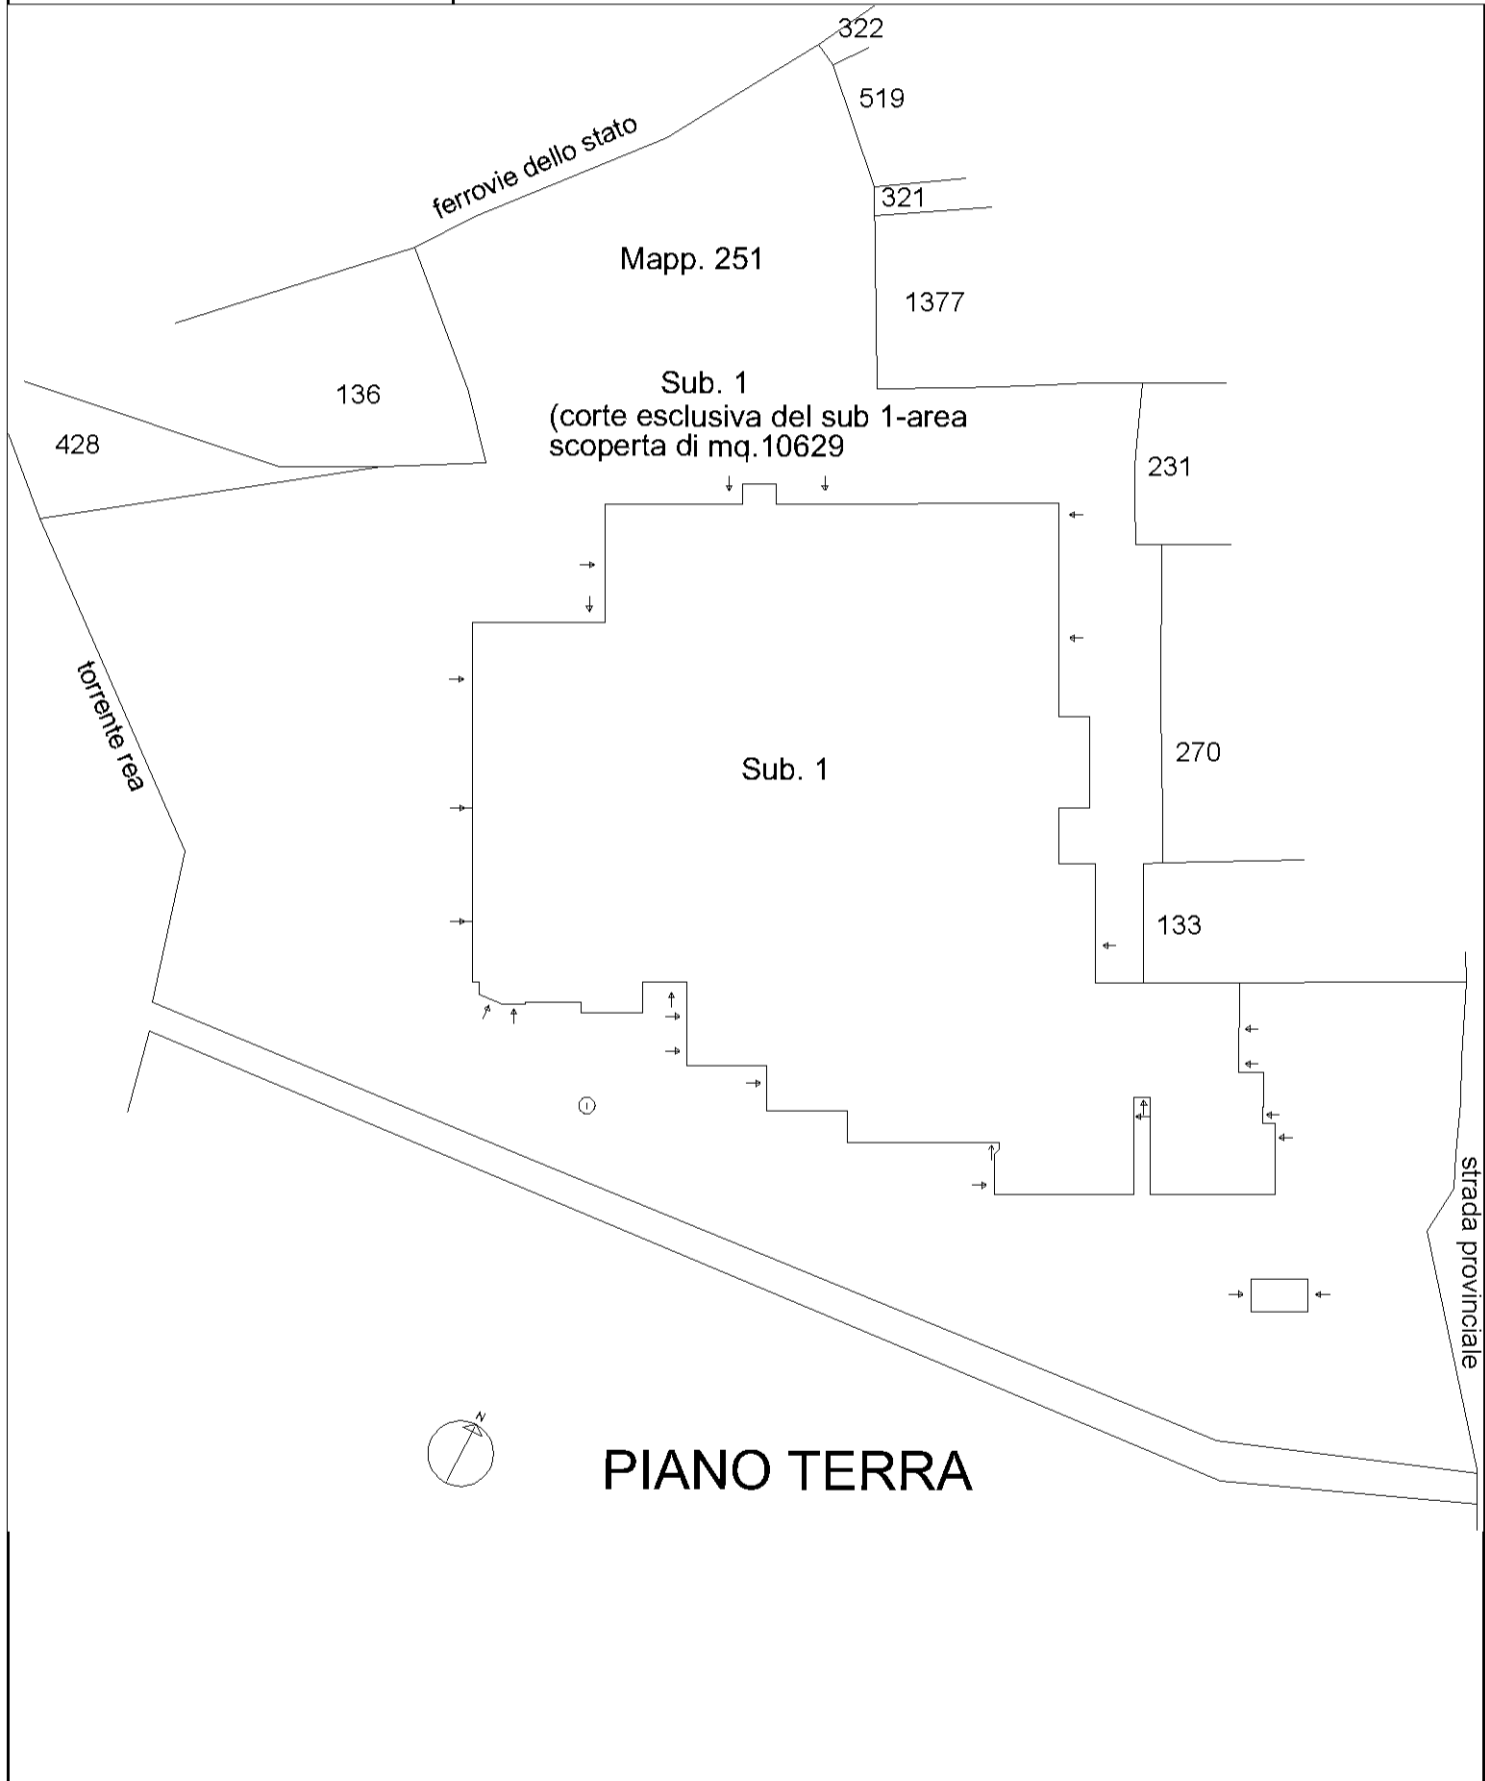 322
519
ferrovie dello stato
321
Mapp. 251
1377
Sub. 1
(corte esclusiva del sub 1-area
scoperta di mq.10629
136
428
231
torrente rea
Sub. 1
270
133
strada provinciale
N
PIANO TERRA